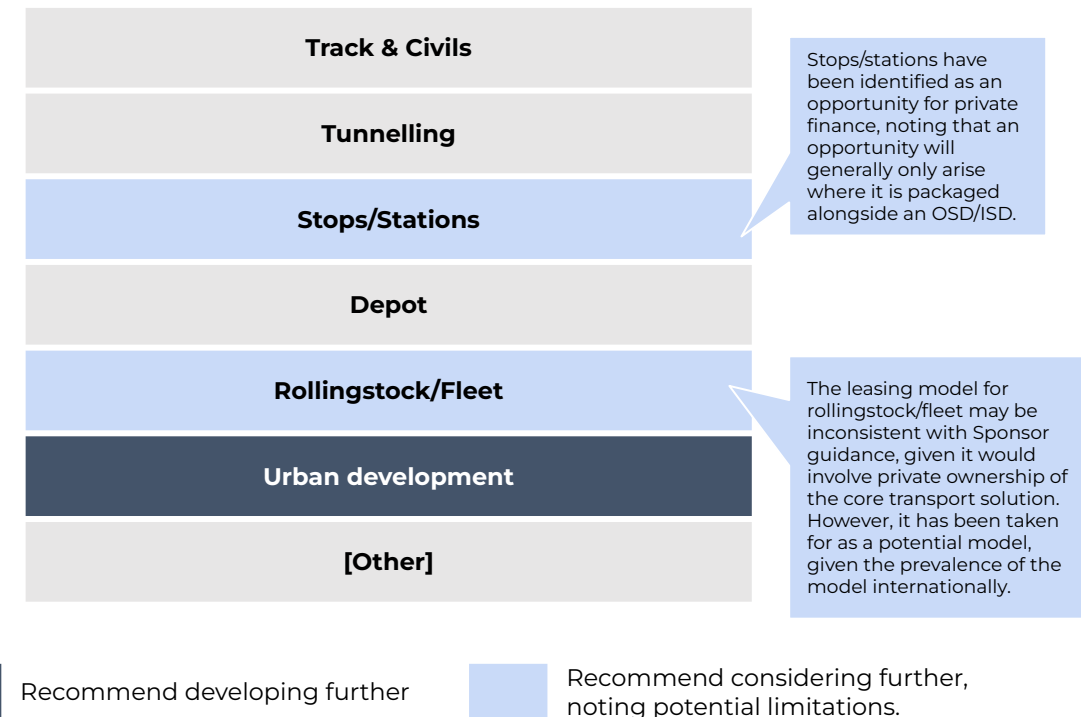 Track & Civils
Tunnelling
Stops/Stations
Depot
Rollingstock/Fleet
Urban development
[Other]
Stops/stations have
been identified as an
opportunity for private
finance, noting that an
opportunity will
generally only arise
where it is packaged
alongside an OSD/ISD.
The leasing model for
rollingstock/fleet may be
inconsistent with Sponsor
guidance, given it would
involve private ownership of
the core transport solution.
However, it has been taken
for as a potential model,
given the prevalence of the
model internationally.
Recommend developing further
Recommend considering further,
noting potential limitations.